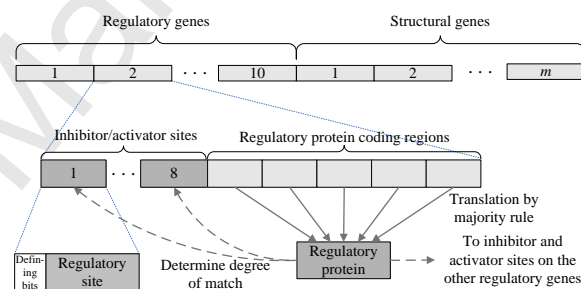 Regulatory genes
Structural genes
1 2 · · · 10 1 2 · · · m
Inhibitor/activator sites
Regulatory protein coding regions
1 · · · 8
Translation by
majority rule
Defin-
ing
bits
Regulatory
site
Determine degree
of match
Regulatory
protein
To inhibitor and
activator sites on the
other regulatory genes